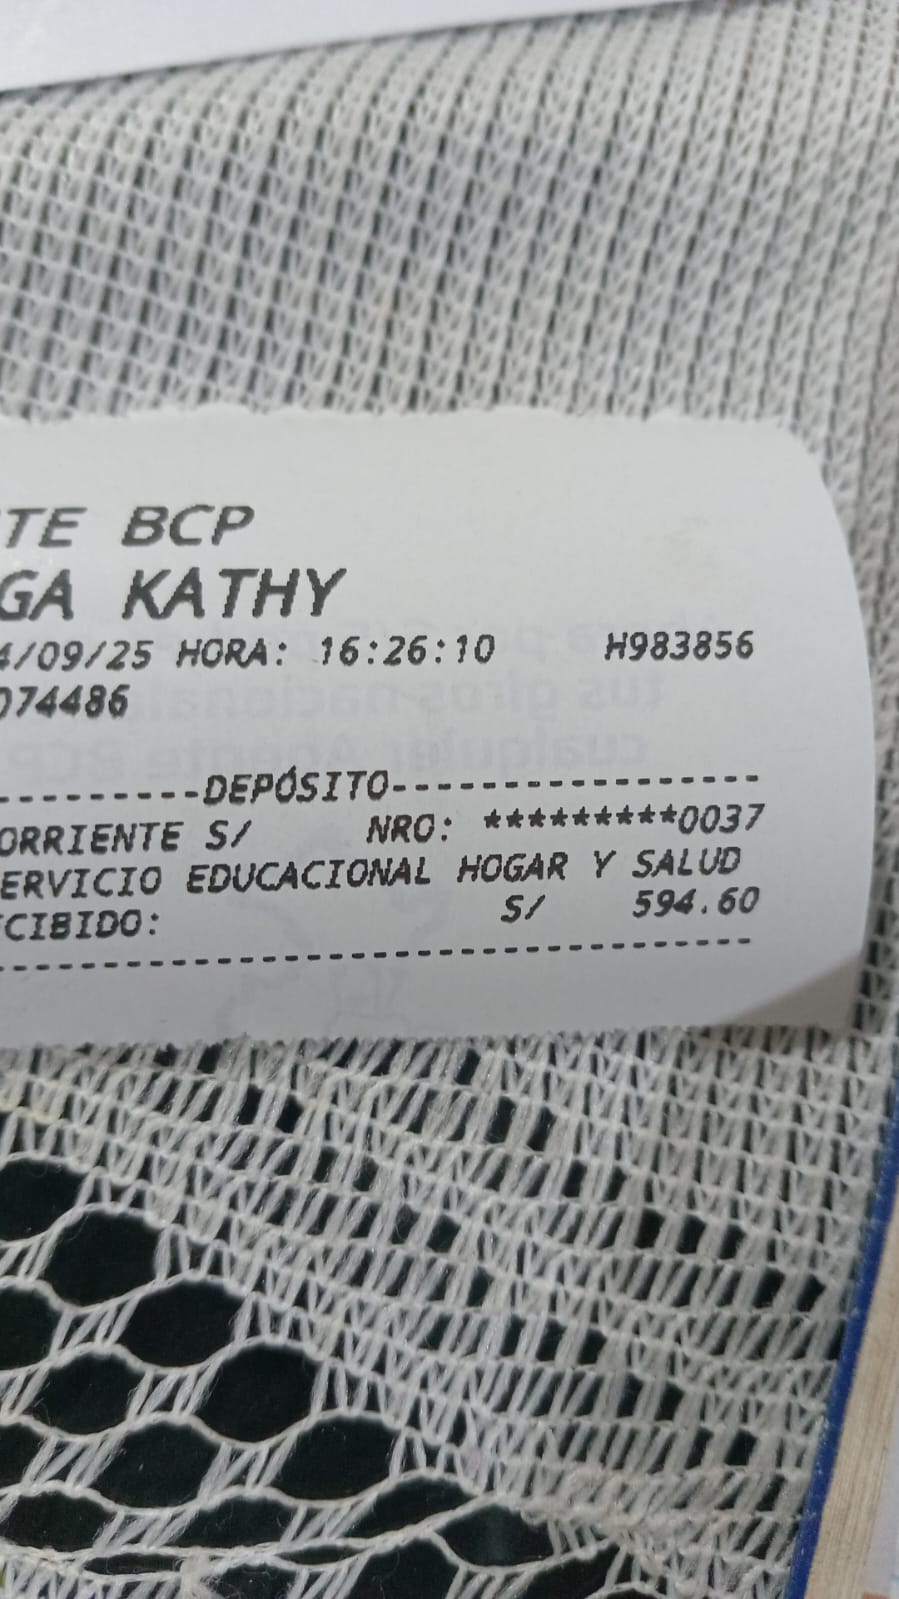 TE BCP
GA KATHY
4/09/25 HORA: 16:26:10 H983856
074486
----------DEPÓSITO------------------
ORRIENTE S/ NRO: *********0037
ERVICIO EDUCACIONAL HOGAR Y SALUD
CIBIDO: S/ 594.60